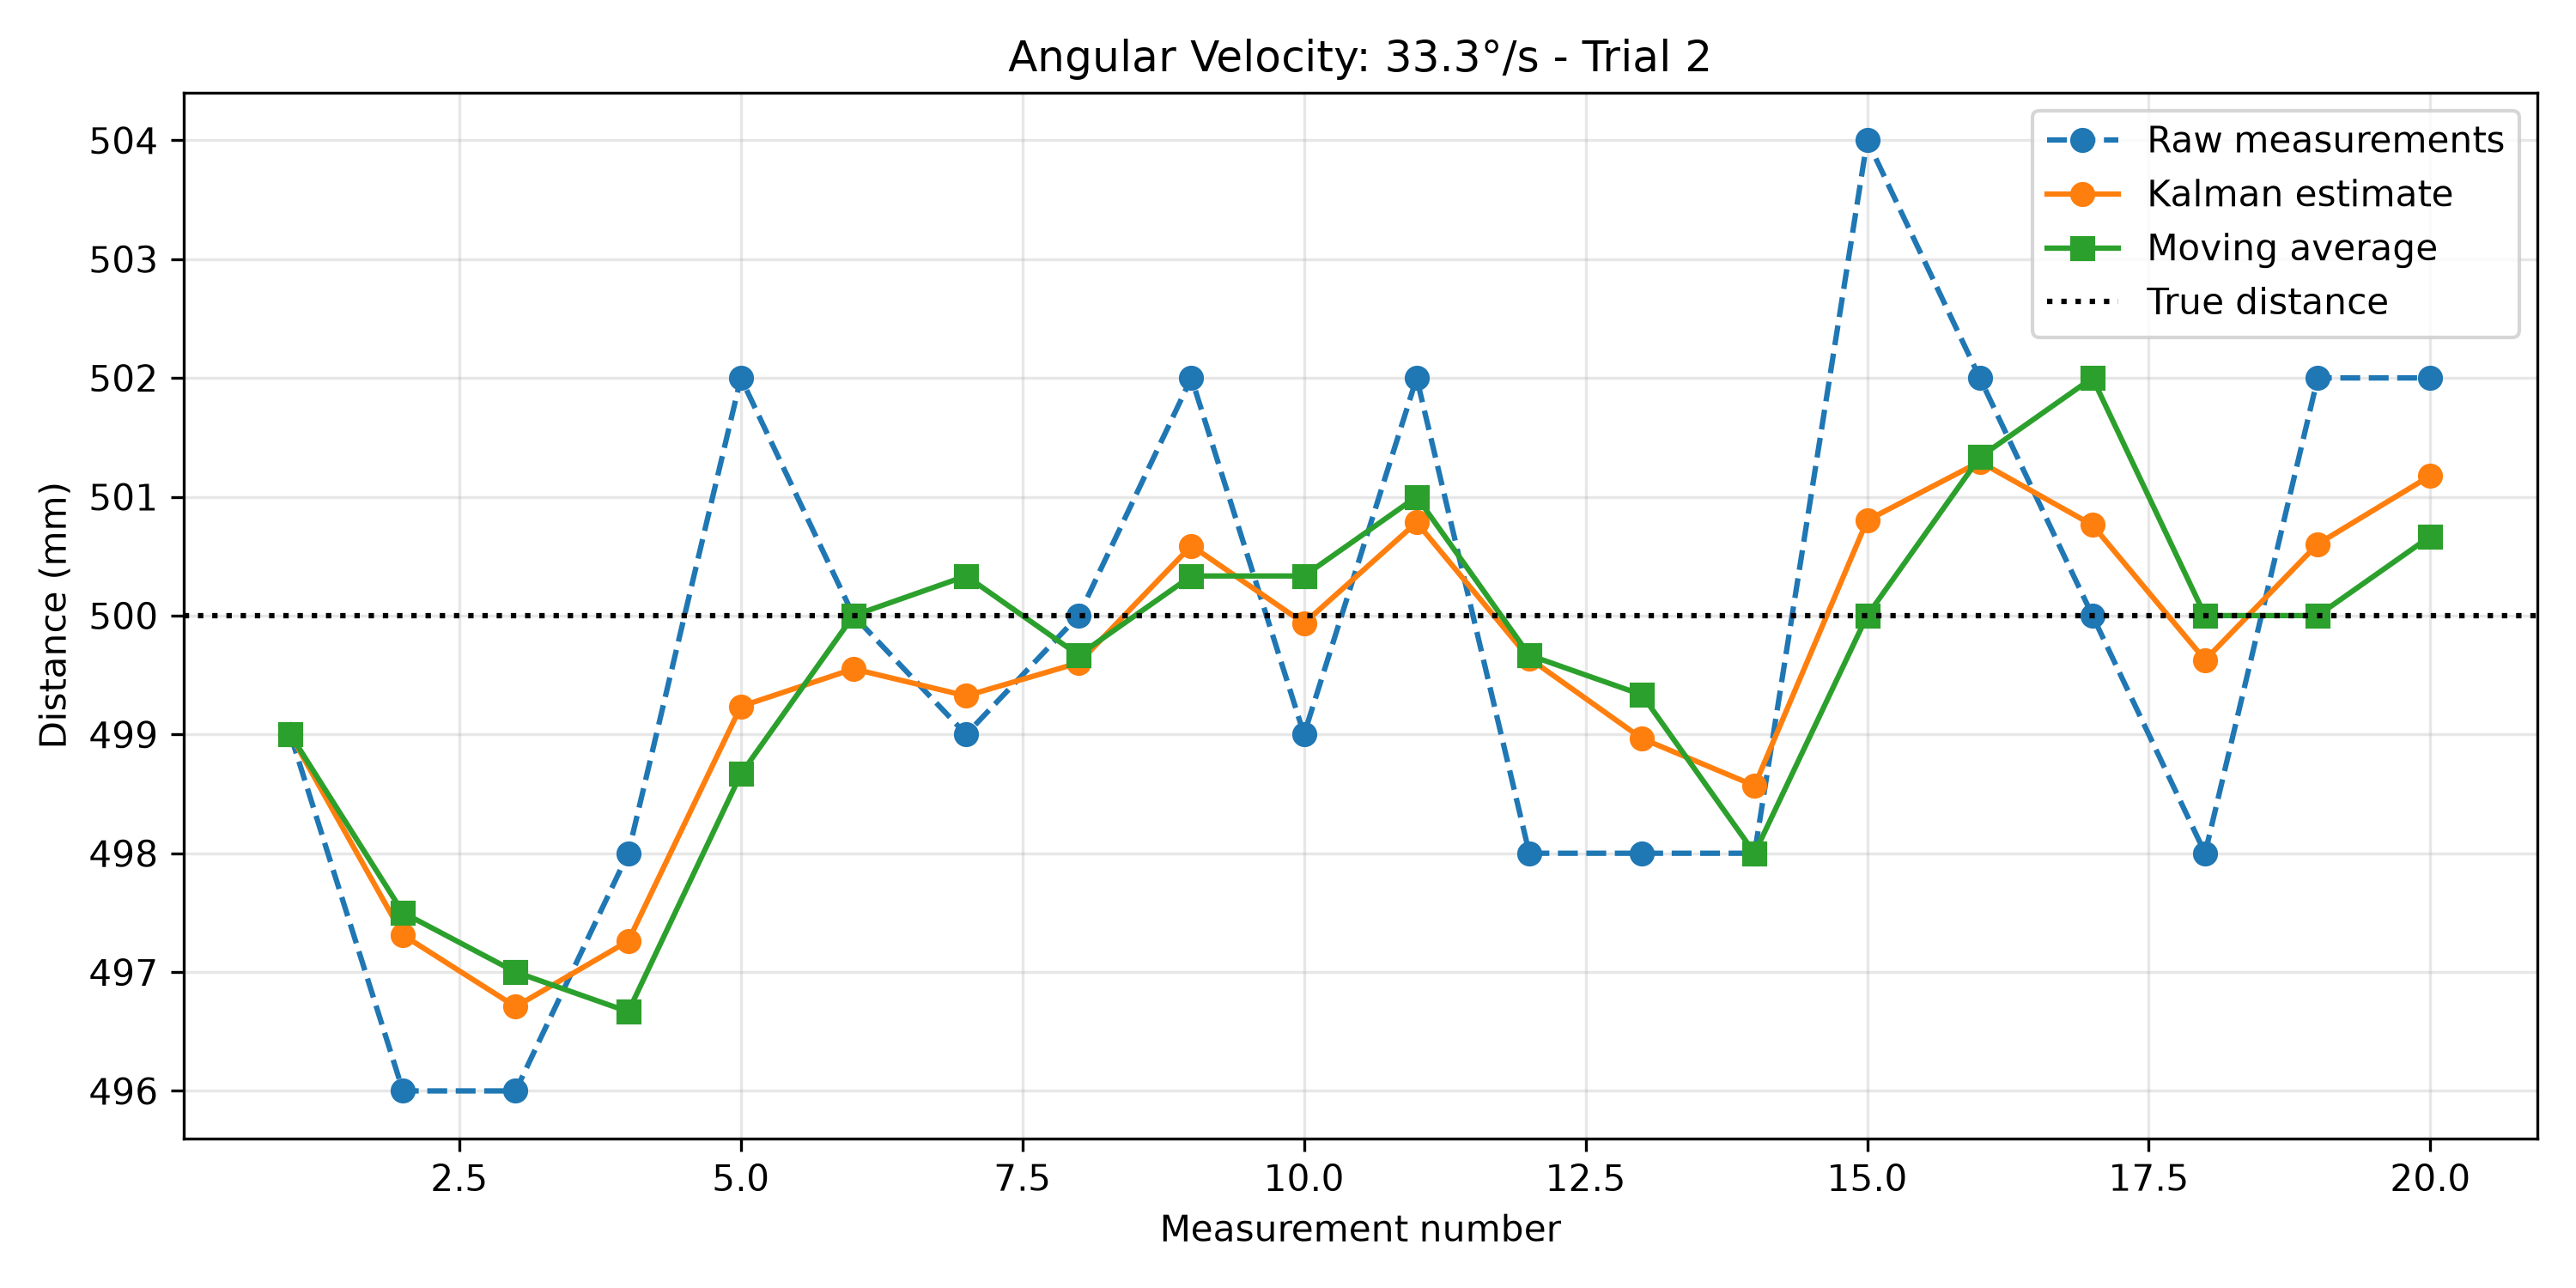 Angular Velocity: 33.3°/s - Trial 2
504
503
502
501
500
499
498
497
496
Distance (mm)
Raw measurements
Kalman estimate
Moving average
True distance
2.5 5.0 7.5 10.0 12.5 15.0 17.5 20.0
Measurement number